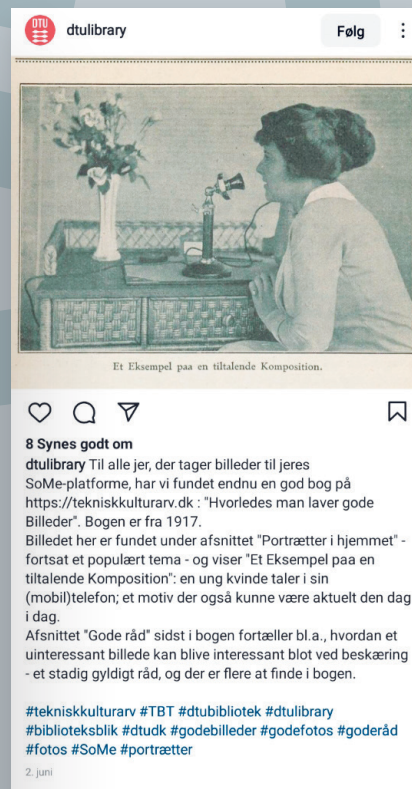 DTU
dtulibrary
Følg
Et Eksempel paa en tiltalende Komposition.
8 Synes godt om
dtulibrary Til alle jer, der tager billeder til jeres
SoMe-platforme, har vi fundet endnu en god bog på
https://tekniskkulturarv.dk : "Hvorledes man laver gode
Billeder". Bogen er fra 1917.
Billedet her er fundet under afsnittet "Portrætter i hjemmet" -
fortsat et populært tema - og viser "Et Eksempel paa en
tiltalende Komposition": en ung kvinde taler i sin
(mobil)telefon; et motiv der også kunne være aktuelt den dag
i dag.
Afsnittet "Gode råd" sidst i bogen fortæller bl.a., hvordan et
uinteressant billede kan blive interessant blot ved beskæring
- et stadig gyldigt råd, og der er flere at finde i bogen.
#tekniskkulturarv #TBT #dtubibliotek #dtulibrary
#biblioteksblik #dtudk #godebilleder #godefotos #goderåd
#fotos #SoMe #portrætter
2. juni